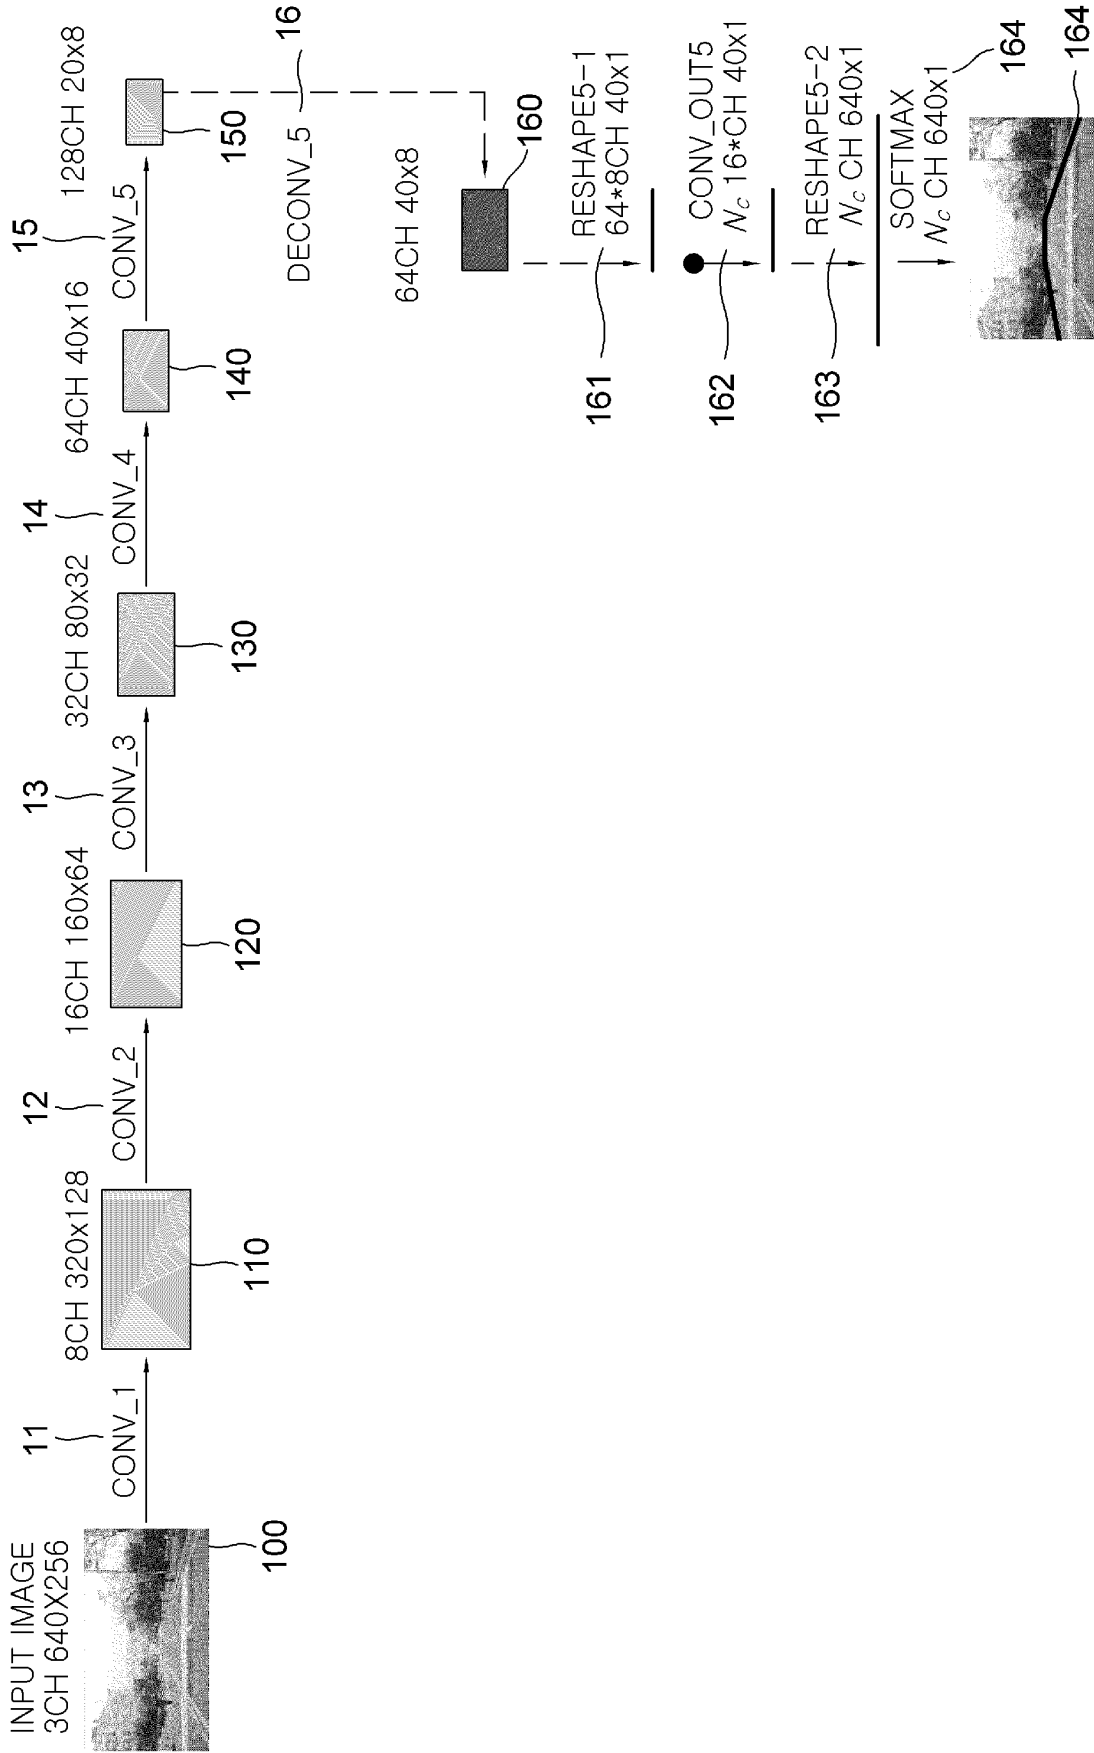 INPUT IMAGE
3CH 640X256
100
11
CONV_1
8CH 320x128
110
12
CONV_2
16CH 160x64
120
13
CONV_3
32CH 80x32
130
14
CONV_4
64CH 40x16
140
15
CONV_5
128CH 20x8
150
16
DECONV_5
64CH 40x8
160
161
RESHAPE5-1
64*8CH 40x1
162
CONV_OUT5
Nc 16*CH 40x1
163
RESHAPE5-2
Nc CH 640x1
SOFTMAX
Nc CH 640x1
164
164